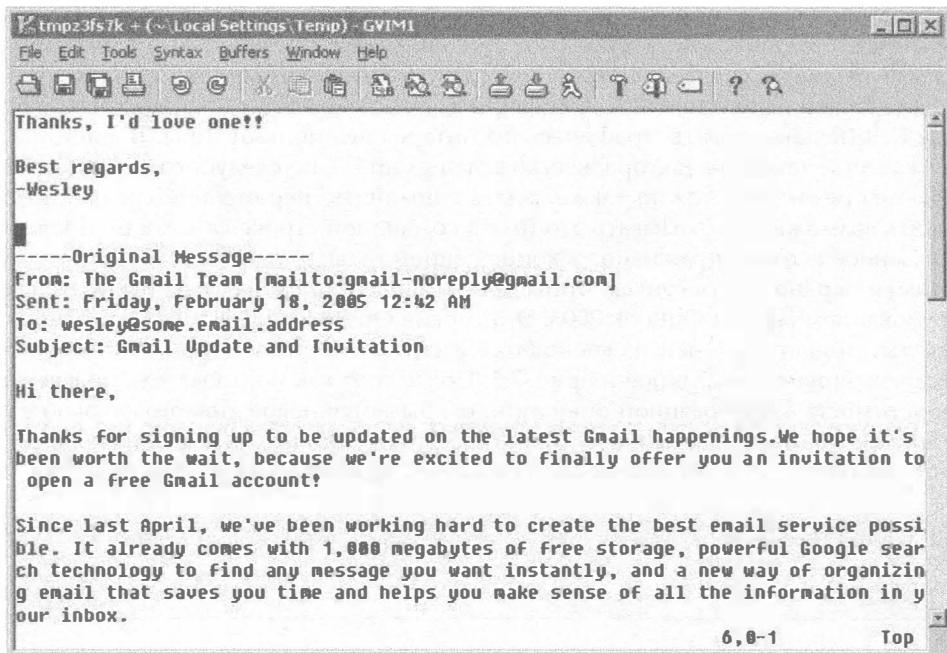 tmpz3fs7k + (~\Local Settings\Temp) - GVIM1
File Edit Tools Syntax Buffers Window Help
Thanks, I'd love one!!
Best regards,
-Wesley
-----Original Message-----
From: The Gmail Team [mailto:gmail-noreply@gmail.com]
Sent: Friday, February 18, 2005 12:42 AM
To: wesley@some.email.address
Subject: Gmail Update and Invitation
Hi there,
Thanks for signing up to be updated on the latest Gmail happenings.We hope it's
been worth the wait, because we're excited to finally offer you an invitation to
open a free Gmail account!
Since last April, we've been working hard to create the best email service possi
ble. It already comes with 1,000 megabytes of free storage, powerful Google sear
ch technology to find any message you want instantly, and a new way of organizin
g email that saves you time and helps you make sense of all the information in y
our inbox.
6,0-1 Top